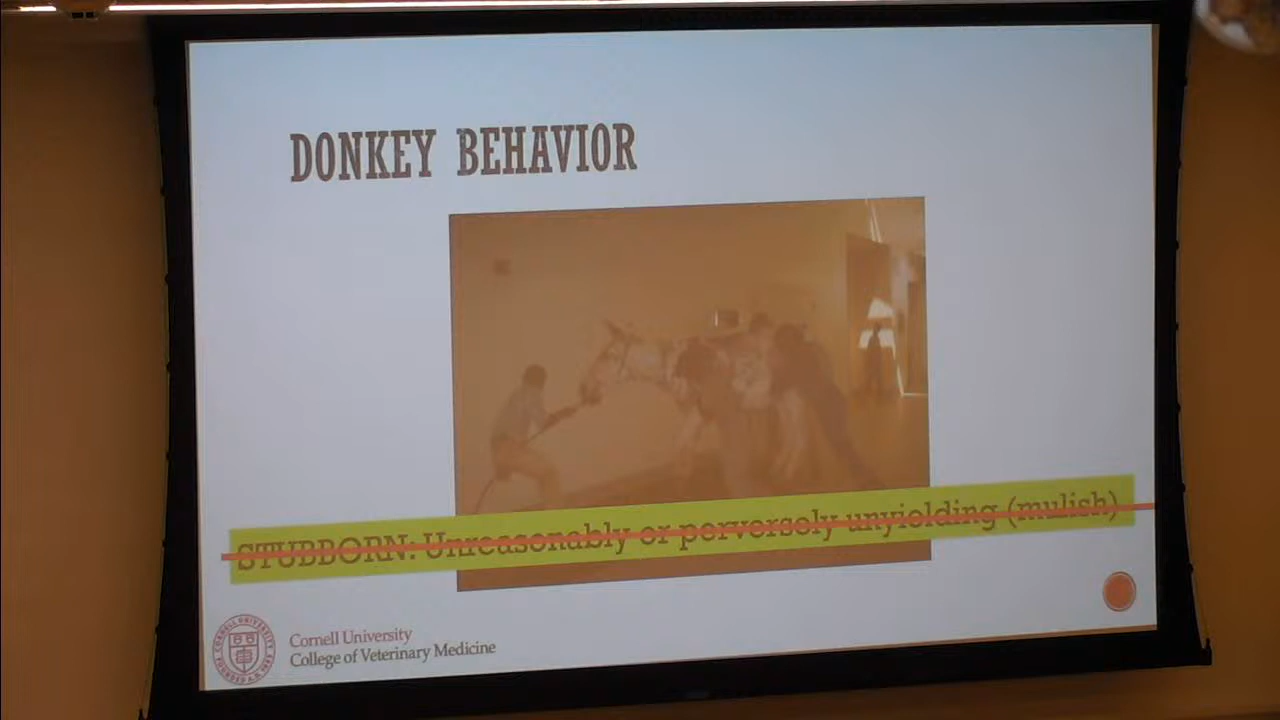 DONKEY BEHAVIOR
STUBBORN: Unreasonably or perversely unyielding (mulish)
Cornell University
College of Veterinary Medicine